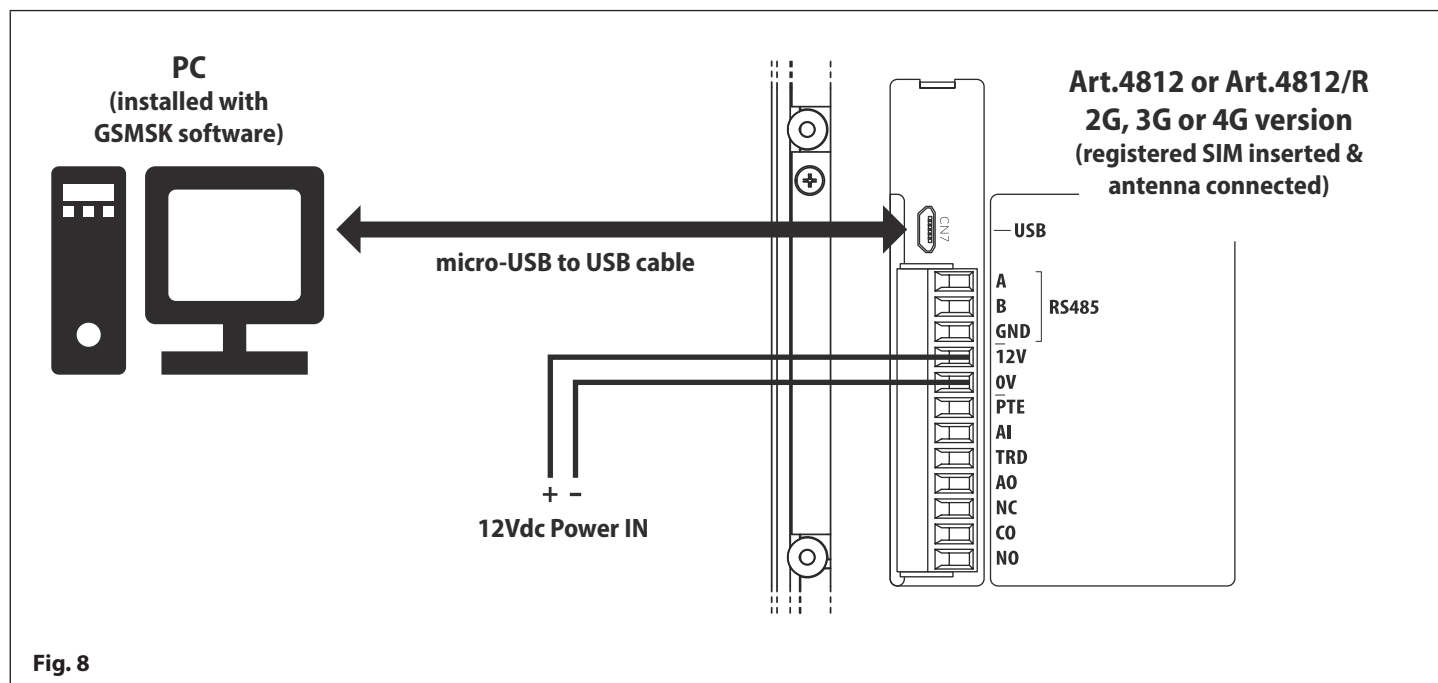 PC
(installed with
GSMSK software)
Art.4812 or Art.4812/R
2G, 3G or 4G version
(registered SIM inserted &
antenna connected)
CN7
USB
micro-USB to USB cable
A
B
RS485
GND
12V
0V
PTE
AI
TRD
AO
NC
CO
NO
+ –
12Vdc Power IN
Fig. 8